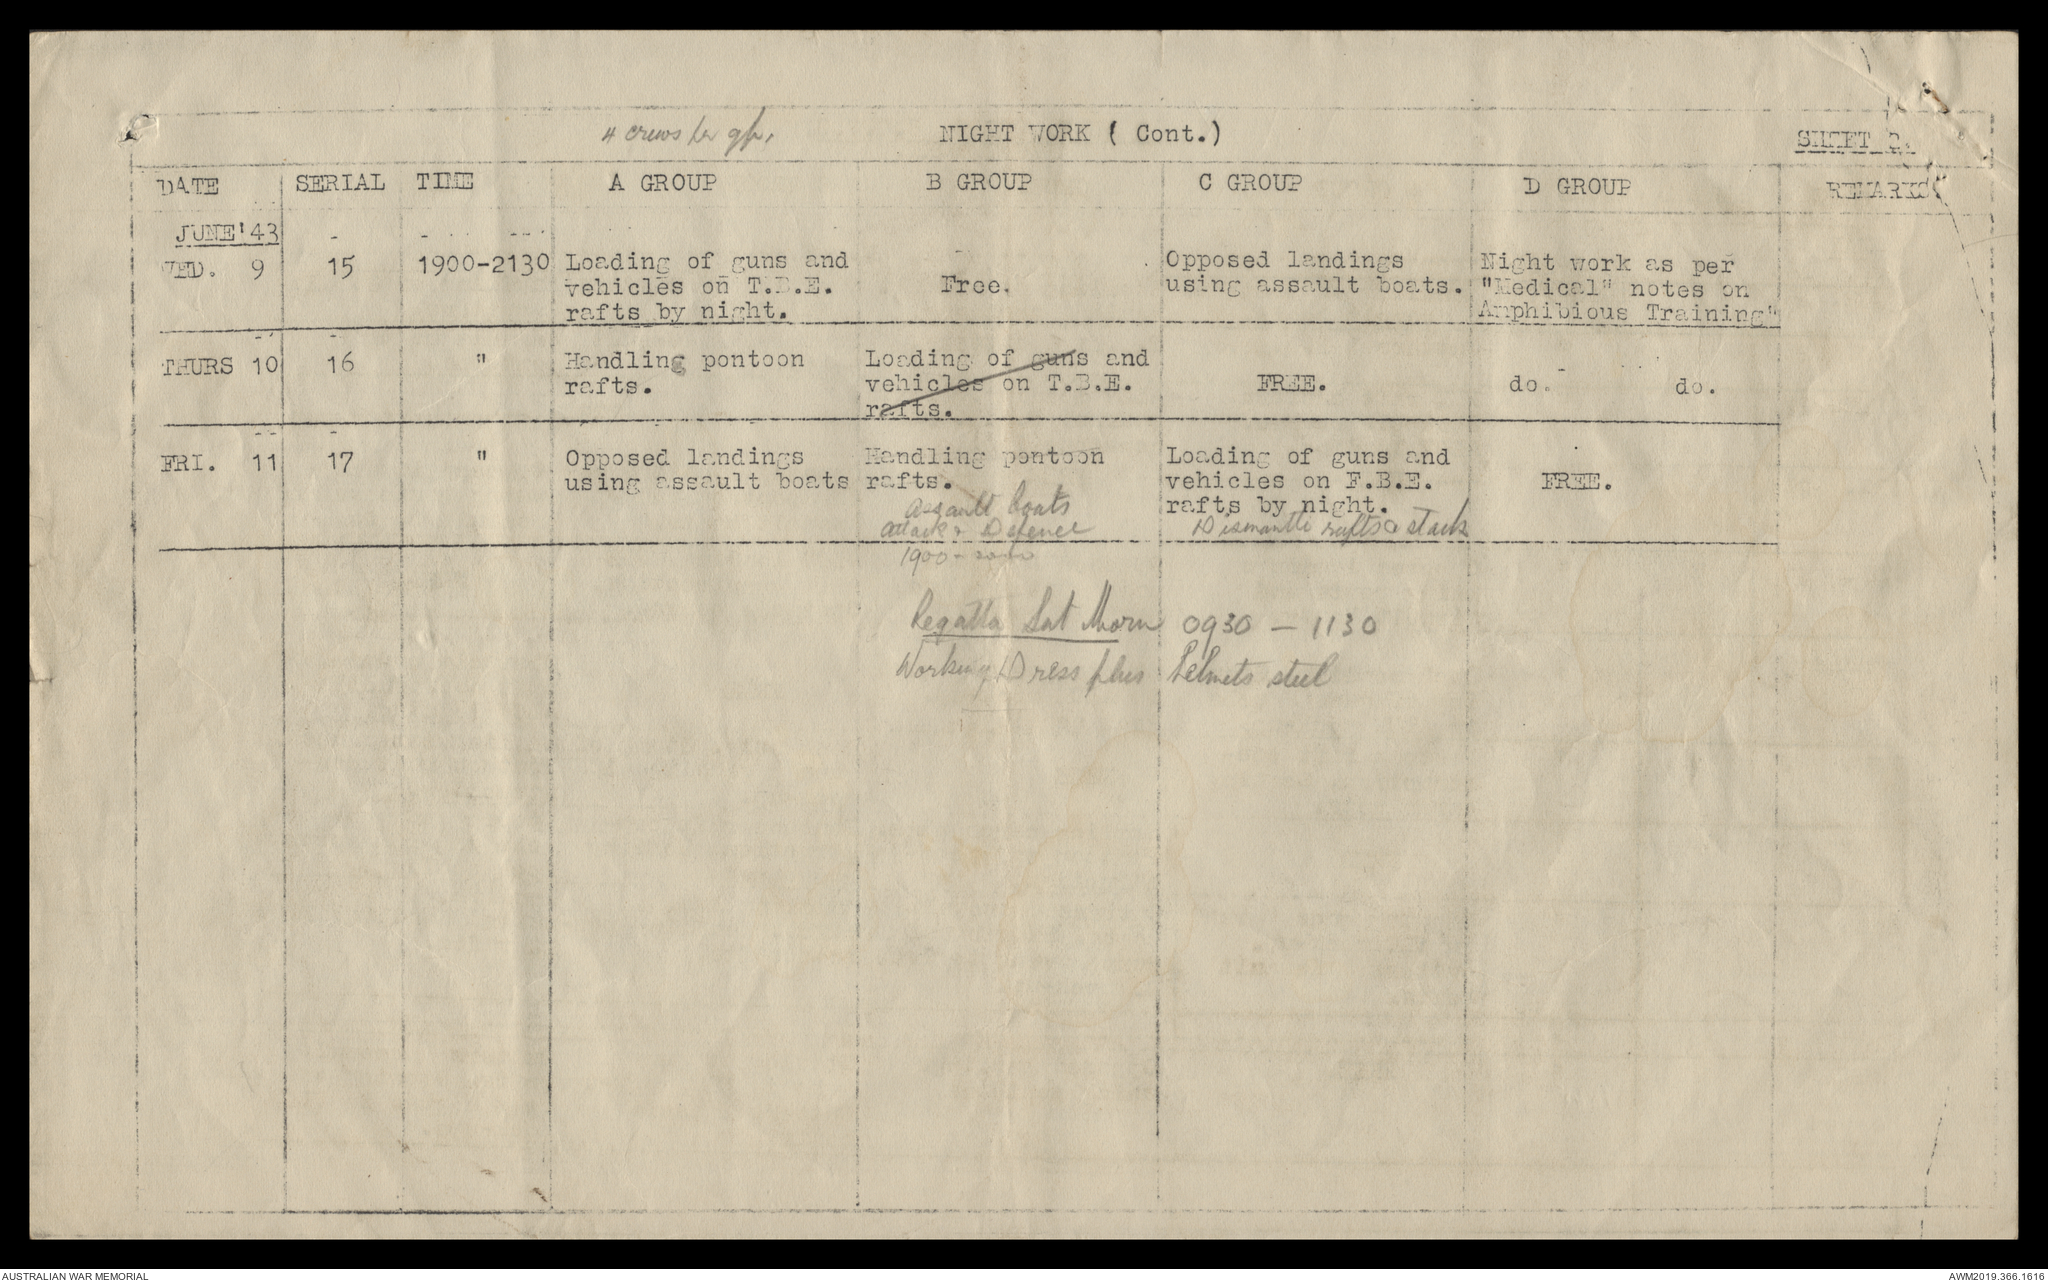 4 crews per gp. NIGHT WORK ( Cont.) SHEET 2.
DATE SERIAL TIME A GROUP B GROUP C GROUP D GROUP REMARKS
JUNE'43
WED. 9 15 1900-2130
Loading of guns and
vehicles on T.B.E.
rafts by night.
Free.
Opposed landings
using assault boats.
Night work as per
"Medical" notes on
Amphibious Training"
THURS 10 16 "
Handling pontoon
rafts.
Loading of guns and
vehicles on T.B.E.
rafts.
FREE.
do. do.
FRI. 11 17 "
Opposed landings
using assault boats
Handling pontoon
rafts.
Assault boats
Attack & Defence
1900-
Loading of guns and
vehicles on F.B.E.
rafts by night.
Dismantle rafts & stack
FREE.
Regatta Sat Morn 0930 - 1130
Working Dress plus helmets steel
AUSTRALIAN WAR MEMORIAL AWM2019.366.1616